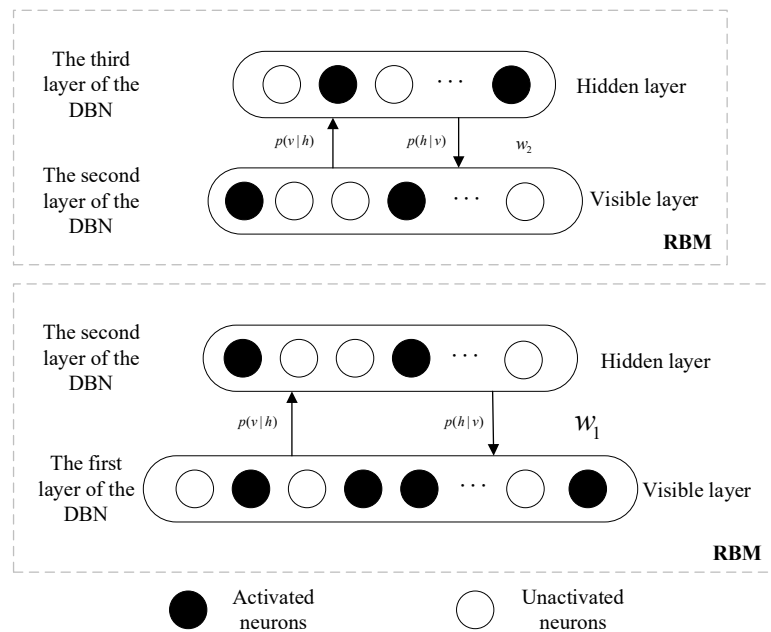 The third
layer of the
DBN
· · ·
Hidden layer
p(v | h)
p(h | v)
w₂
The second
layer of the
DBN
· · ·
Visible layer
RBM
The second
layer of the
DBN
· · ·
Hidden layer
p(v | h)
p(h | v)
w₁
The first
layer of the
DBN
· · ·
Visible layer
RBM
Activated
neurons
Unactivated
neurons